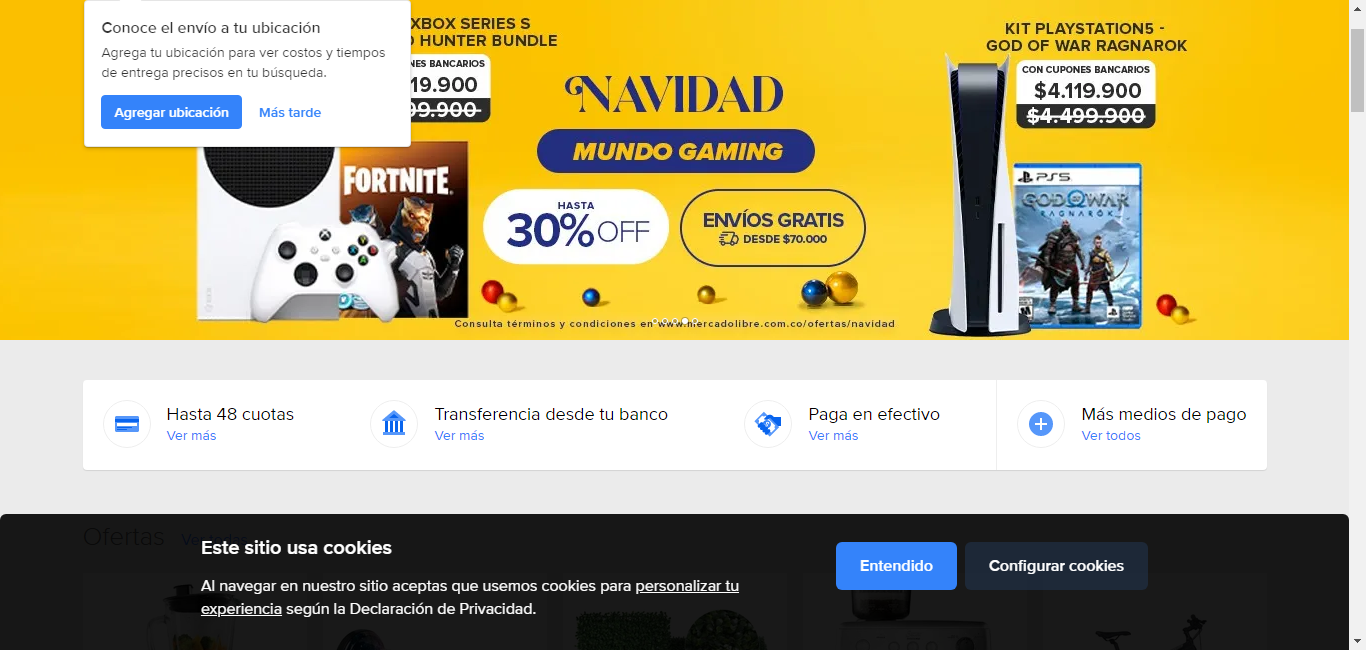 Conoce el envío a tu ubicación
Agrega tu ubicación para ver costos y tiempos
de entrega precisos en tu búsqueda.
Agregar ubicación
Más tarde
XBOX SERIES S
HUNTER BUNDLE
BANCARIOS
19.900
99.900
FORTNITE
NAVIDAD
MUNDO GAMING
HASTA
30% OFF
ENVÍOS GRATIS
DESDE $70.000
KIT PLAYSTATION5 -
GOD OF WAR RAGNAROK
CON CUPONES BANCARIOS
$4.119.900
$4.499.900
PS5
GOD OF WAR
RAGNARÖK
Consulta términos y condiciones en www.mercadolibre.com.co/ofertas/navidad
Hasta 48 cuotas
Ver más
Transferencia desde tu banco
Ver más
Paga en efectivo
Ver más
Más medios de pago
Ver todos
Ofertas
Este sitio usa cookies
Al navegar en nuestro sitio aceptas que usemos cookies para personalizar tu
experiencia según la Declaración de Privacidad.
Entendido
Configurar cookies